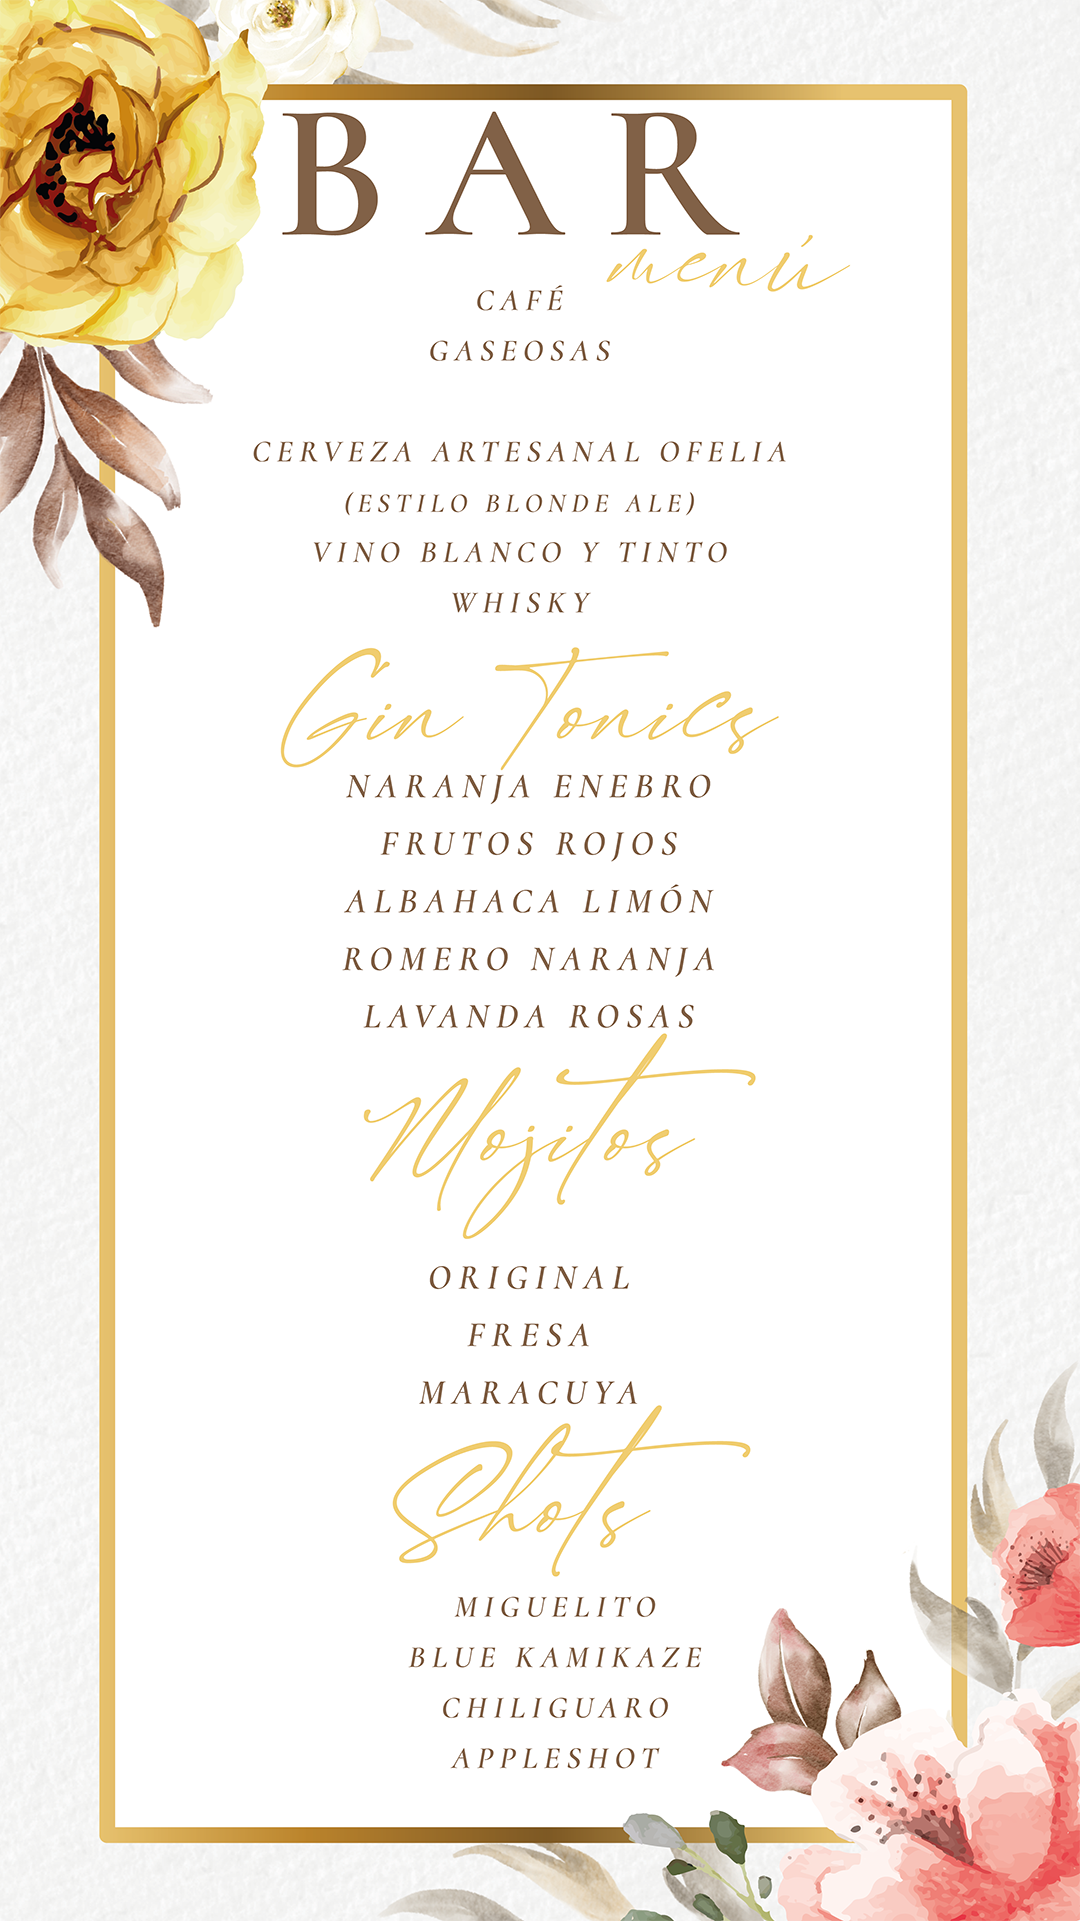 BAR
menú
CAFÉ
GASEOSAS
CERVEZA ARTESANAL OFELIA
(ESTILO BLONDE ALE)
VINO BLANCO Y TINTO
WHISKY
Gin Tonics
NARANJA ENEBRO
FRUTOS ROJOS
ALBAHACA LIMÓN
ROMERO NARANJA
LAVANDA ROSAS
Mojitos
ORIGINAL
FRESA
MARACUYA
Shots
MIGUELITO
BLUE KAMIKAZE
CHILIGUARO
APPLESHOT